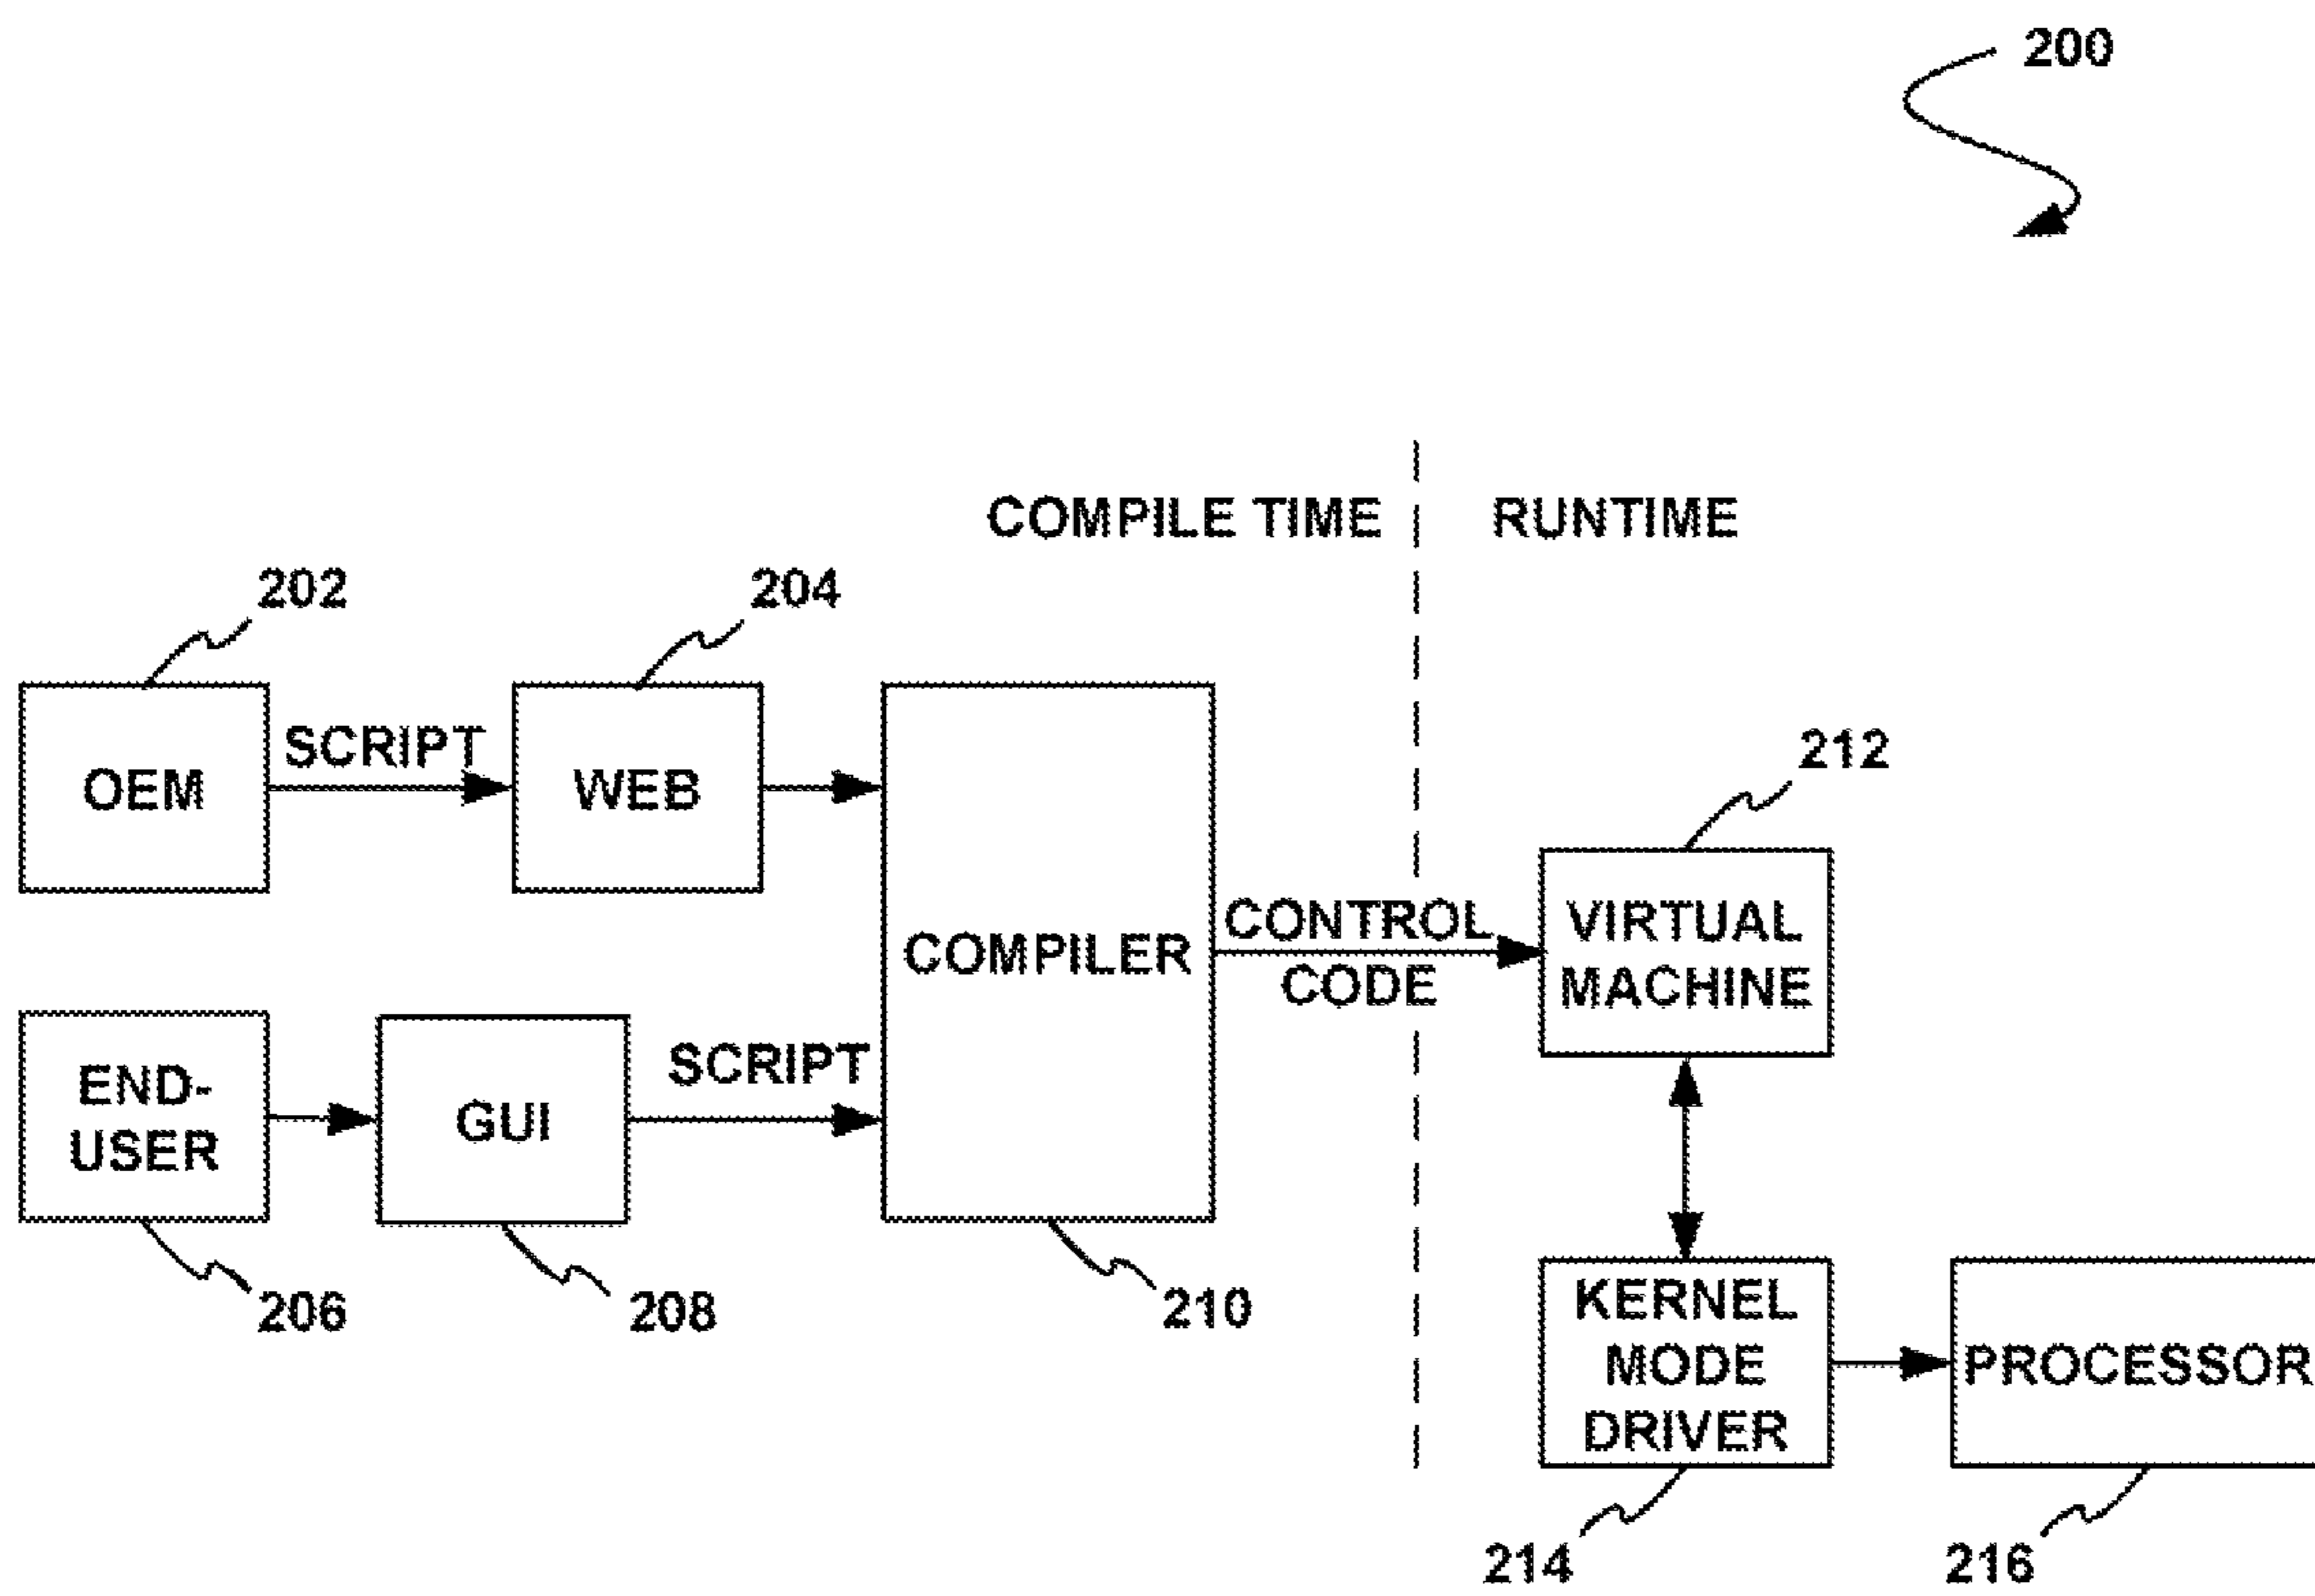 200
COMPILE TIME
RUNTIME
202
204
OEM
SCRIPT
WEB
212
COMPILER
CONTROL
CODE
VIRTUAL
MACHINE
END-
USER
GUI
SCRIPT
206
208
210
KERNEL
MODE
DRIVER
PROCESSOR
214
216